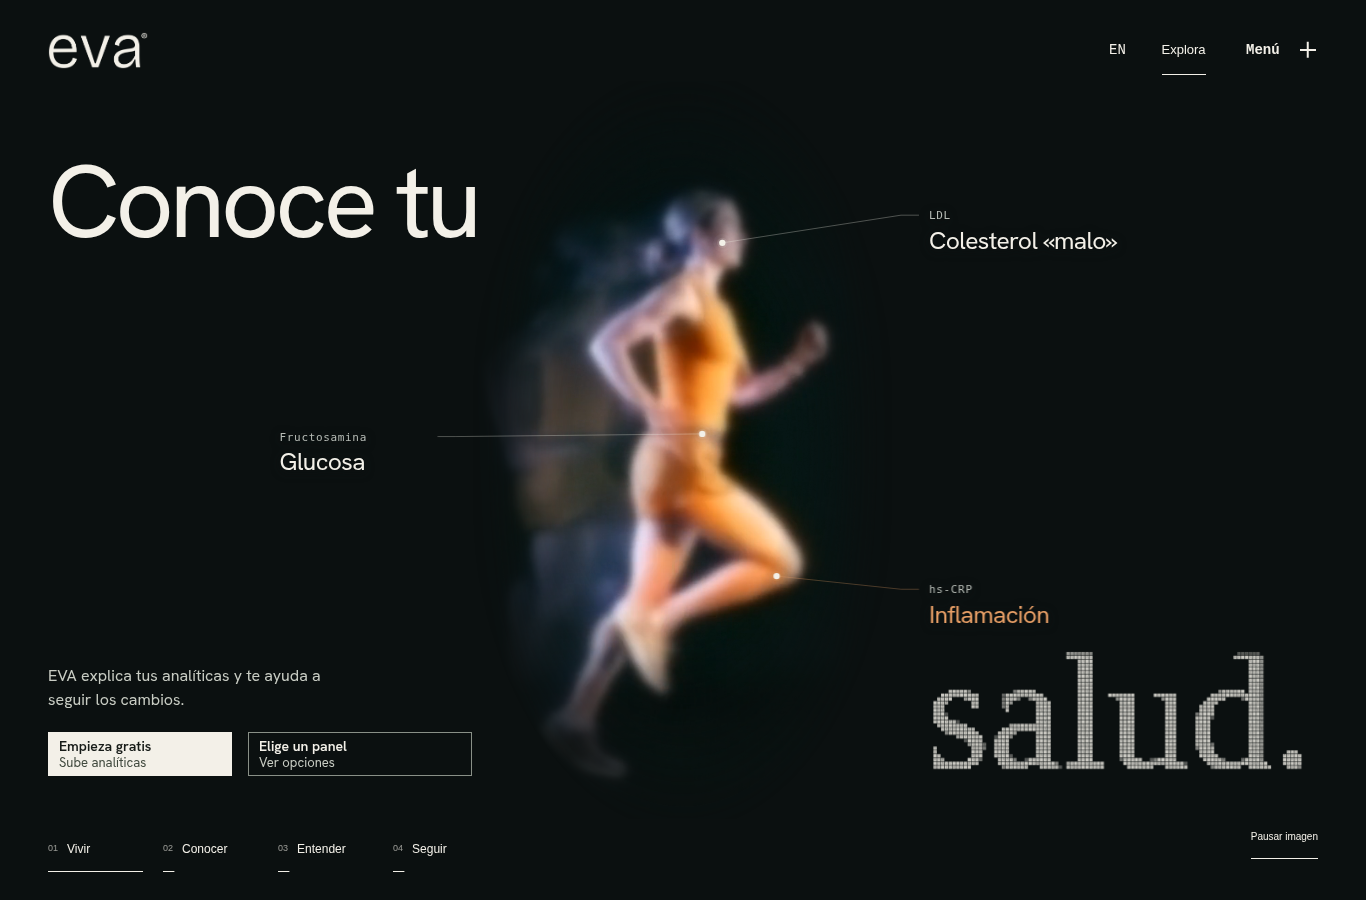 eva®
EN
Explora
Menú
Conoce tu
LDL
Colesterol «malo»
Fructosamina
Glucosa
hs-CRP
Inflamación
salud.
EVA explica tus analíticas y te ayuda a
seguir los cambios.
Empieza gratis
Sube analíticas
Elige un panel
Ver opciones
Pausar imagen
01 Vivir
02 Conocer
03 Entender
04 Seguir